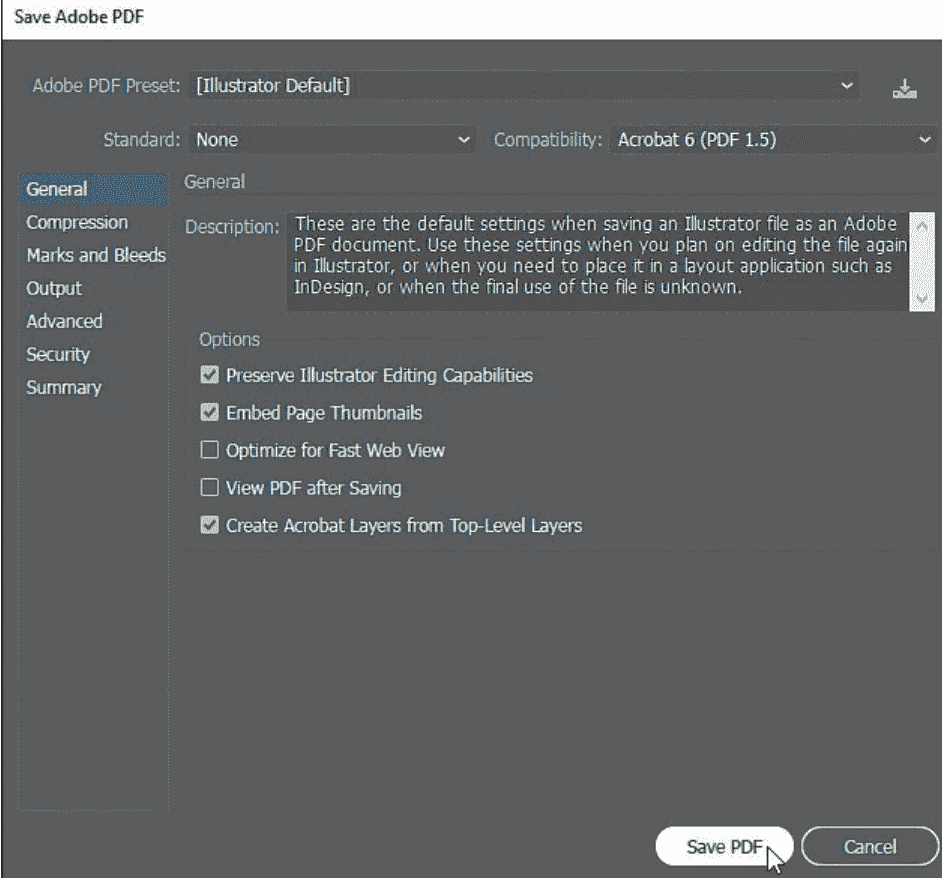 Save Adobe PDF
Adobe PDF Preset: [Illustrator Default]
Standard: None Compatibility: Acrobat 6 (PDF 1.5)
General
Compression
Marks and Bleeds
Output
Advanced
Security
Summary
General
Description: These are the default settings when saving an Illustrator file as an Adobe
PDF document. Use these settings when you plan on editing the file again
in Illustrator, or when you need to place it in a layout application such as
InDesign, or when the final use of the file is unknown.
Options
Preserve Illustrator Editing Capabilities
Embed Page Thumbnails
Optimize for Fast Web View
View PDF after Saving
Create Acrobat Layers from Top-Level Layers
Save PDF Cancel